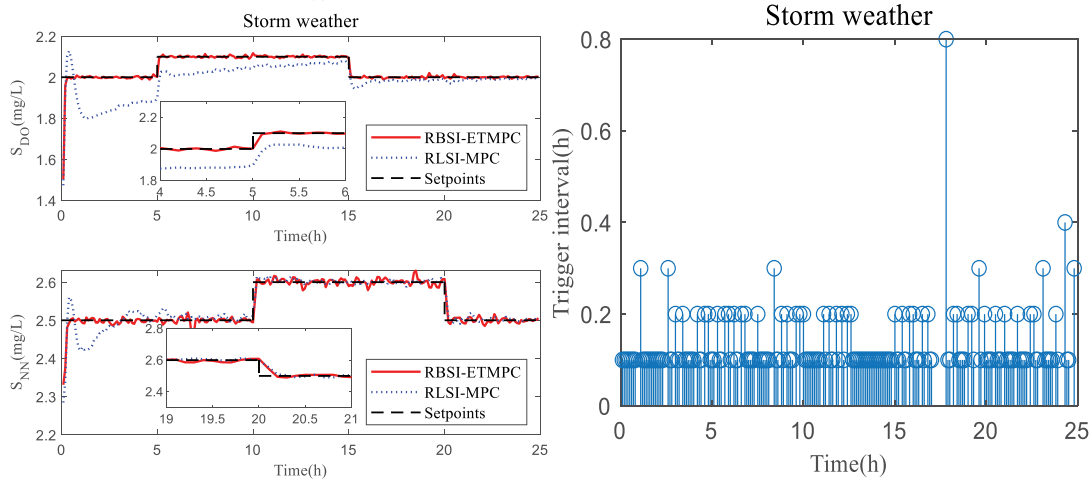 Storm weather
2.2
2
1.8
1.6
1.4
S_DO(mg/L)
2.2
2
1.8
4 4.5 5 5.5 6
RBSI-ETMPC
RLSI-MPC
Setpoints
0 5 10 15 20 25
Time(h)
2.6
2.5
2.4
2.3
2.2
S_NN(mg/L)
2.8
2.6
2.4
19 19.5 20 20.5 21
RBSI-ETMPC
RLSI-MPC
Setpoints
0 5 10 15 20 25
Time(h)
Storm weather
0.8
0.6
0.4
0.2
0
Trigger interval(h)
0 5 10 15 20 25
Time(h)